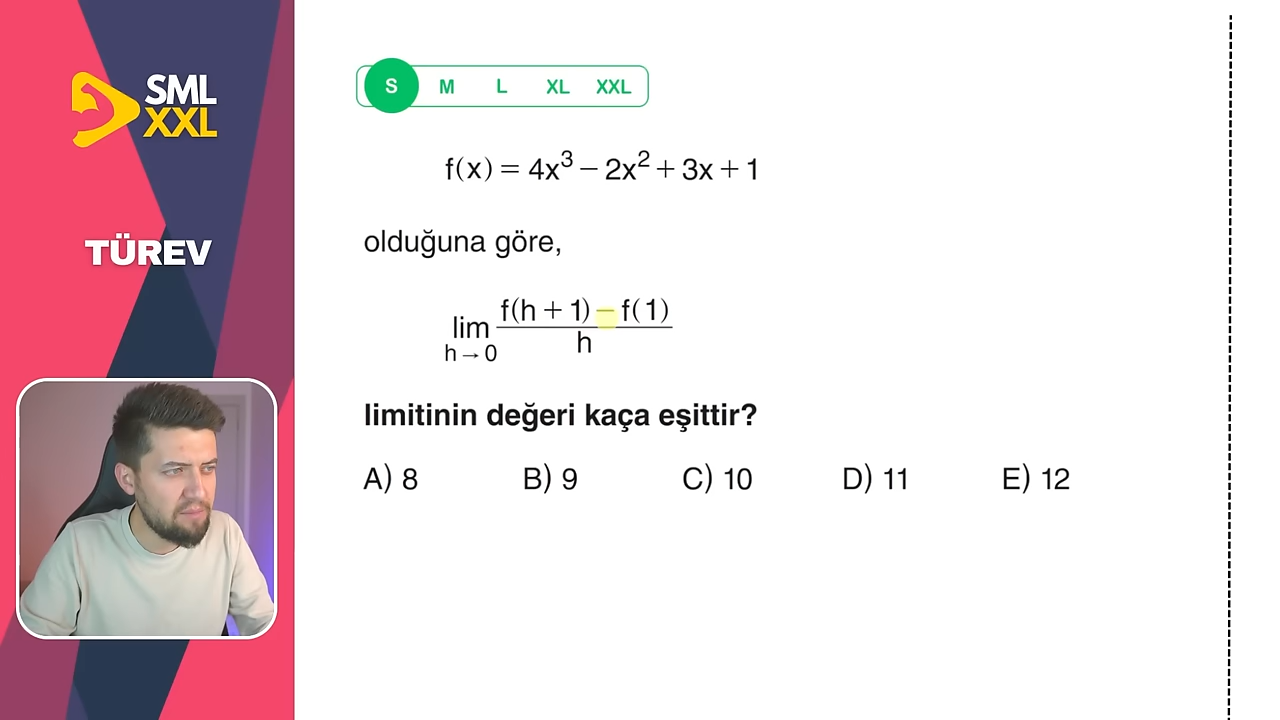 SML
XXL
TÜREV
S M L XL XXL
f(x) = 4x³ − 2x² + 3x + 1
olduğuna göre,
lim h→0 f(h + 1) − f(1) / h
limitinin değeri kaça eşittir?
A) 8 B) 9 C) 10 D) 11 E) 12